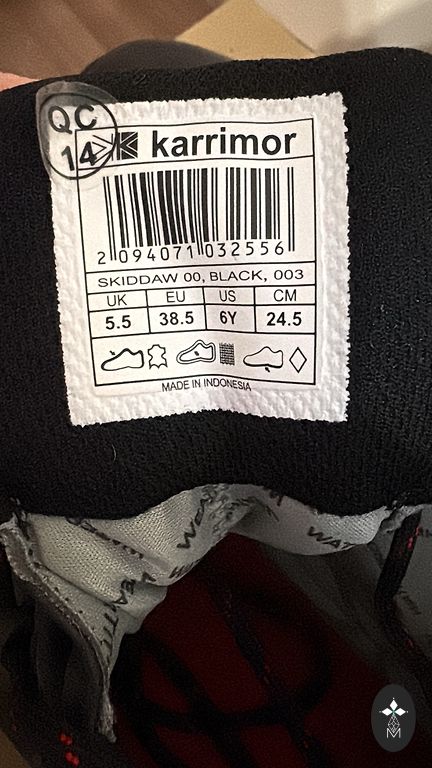 QC
14
karrimor
2 094071 032556
SKIDDAW 00, BLACK, 003
UK EU US CM
5.5 38.5 6Y 24.5
MADE IN INDONESIA
WAT
M